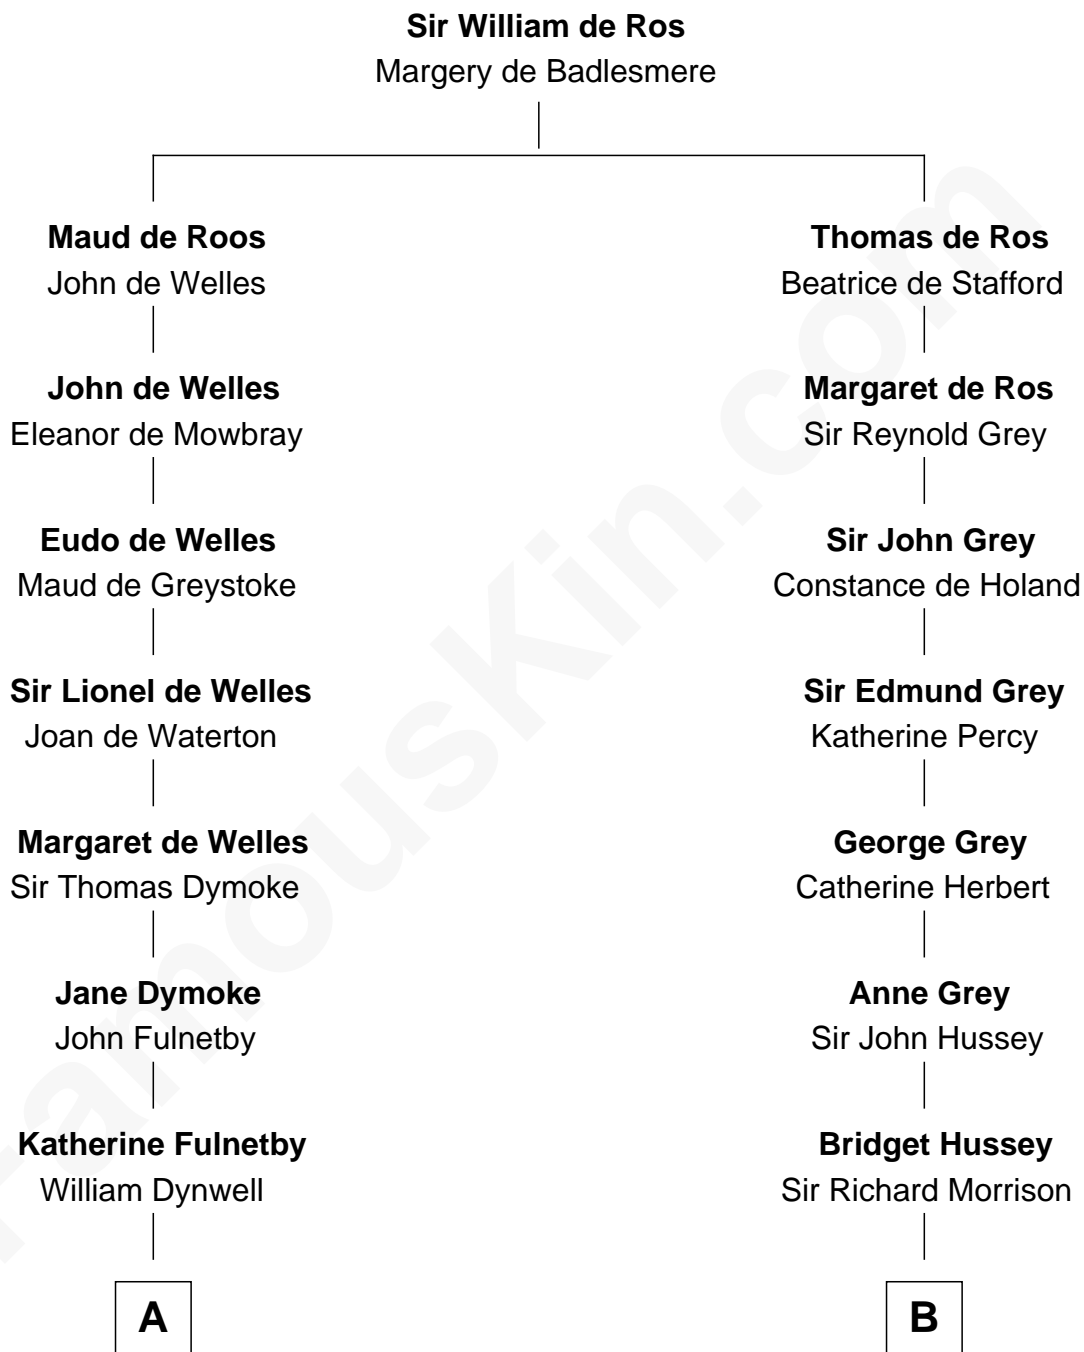 Sir William de Ros
Margery de Badlesmere
Maud de Roos
John de Welles
Thomas de Ros
Beatrice de Stafford
John de Welles
Eleanor de Mowbray
Margaret de Ros
Sir Reynold Grey
Eudo de Welles
Maud de Greystoke
Sir John Grey
Constance de Holand
Sir Lionel de Welles
Joan de Waterton
Sir Edmund Grey
Katherine Percy
Margaret de Welles
Sir Thomas Dymoke
George Grey
Catherine Herbert
Jane Dymoke
John Fulnetby
Anne Grey
Sir John Hussey
Katherine Fulnetby
William Dynwell
Bridget Hussey
Sir Richard Morrison
A
B
FamousKin.com